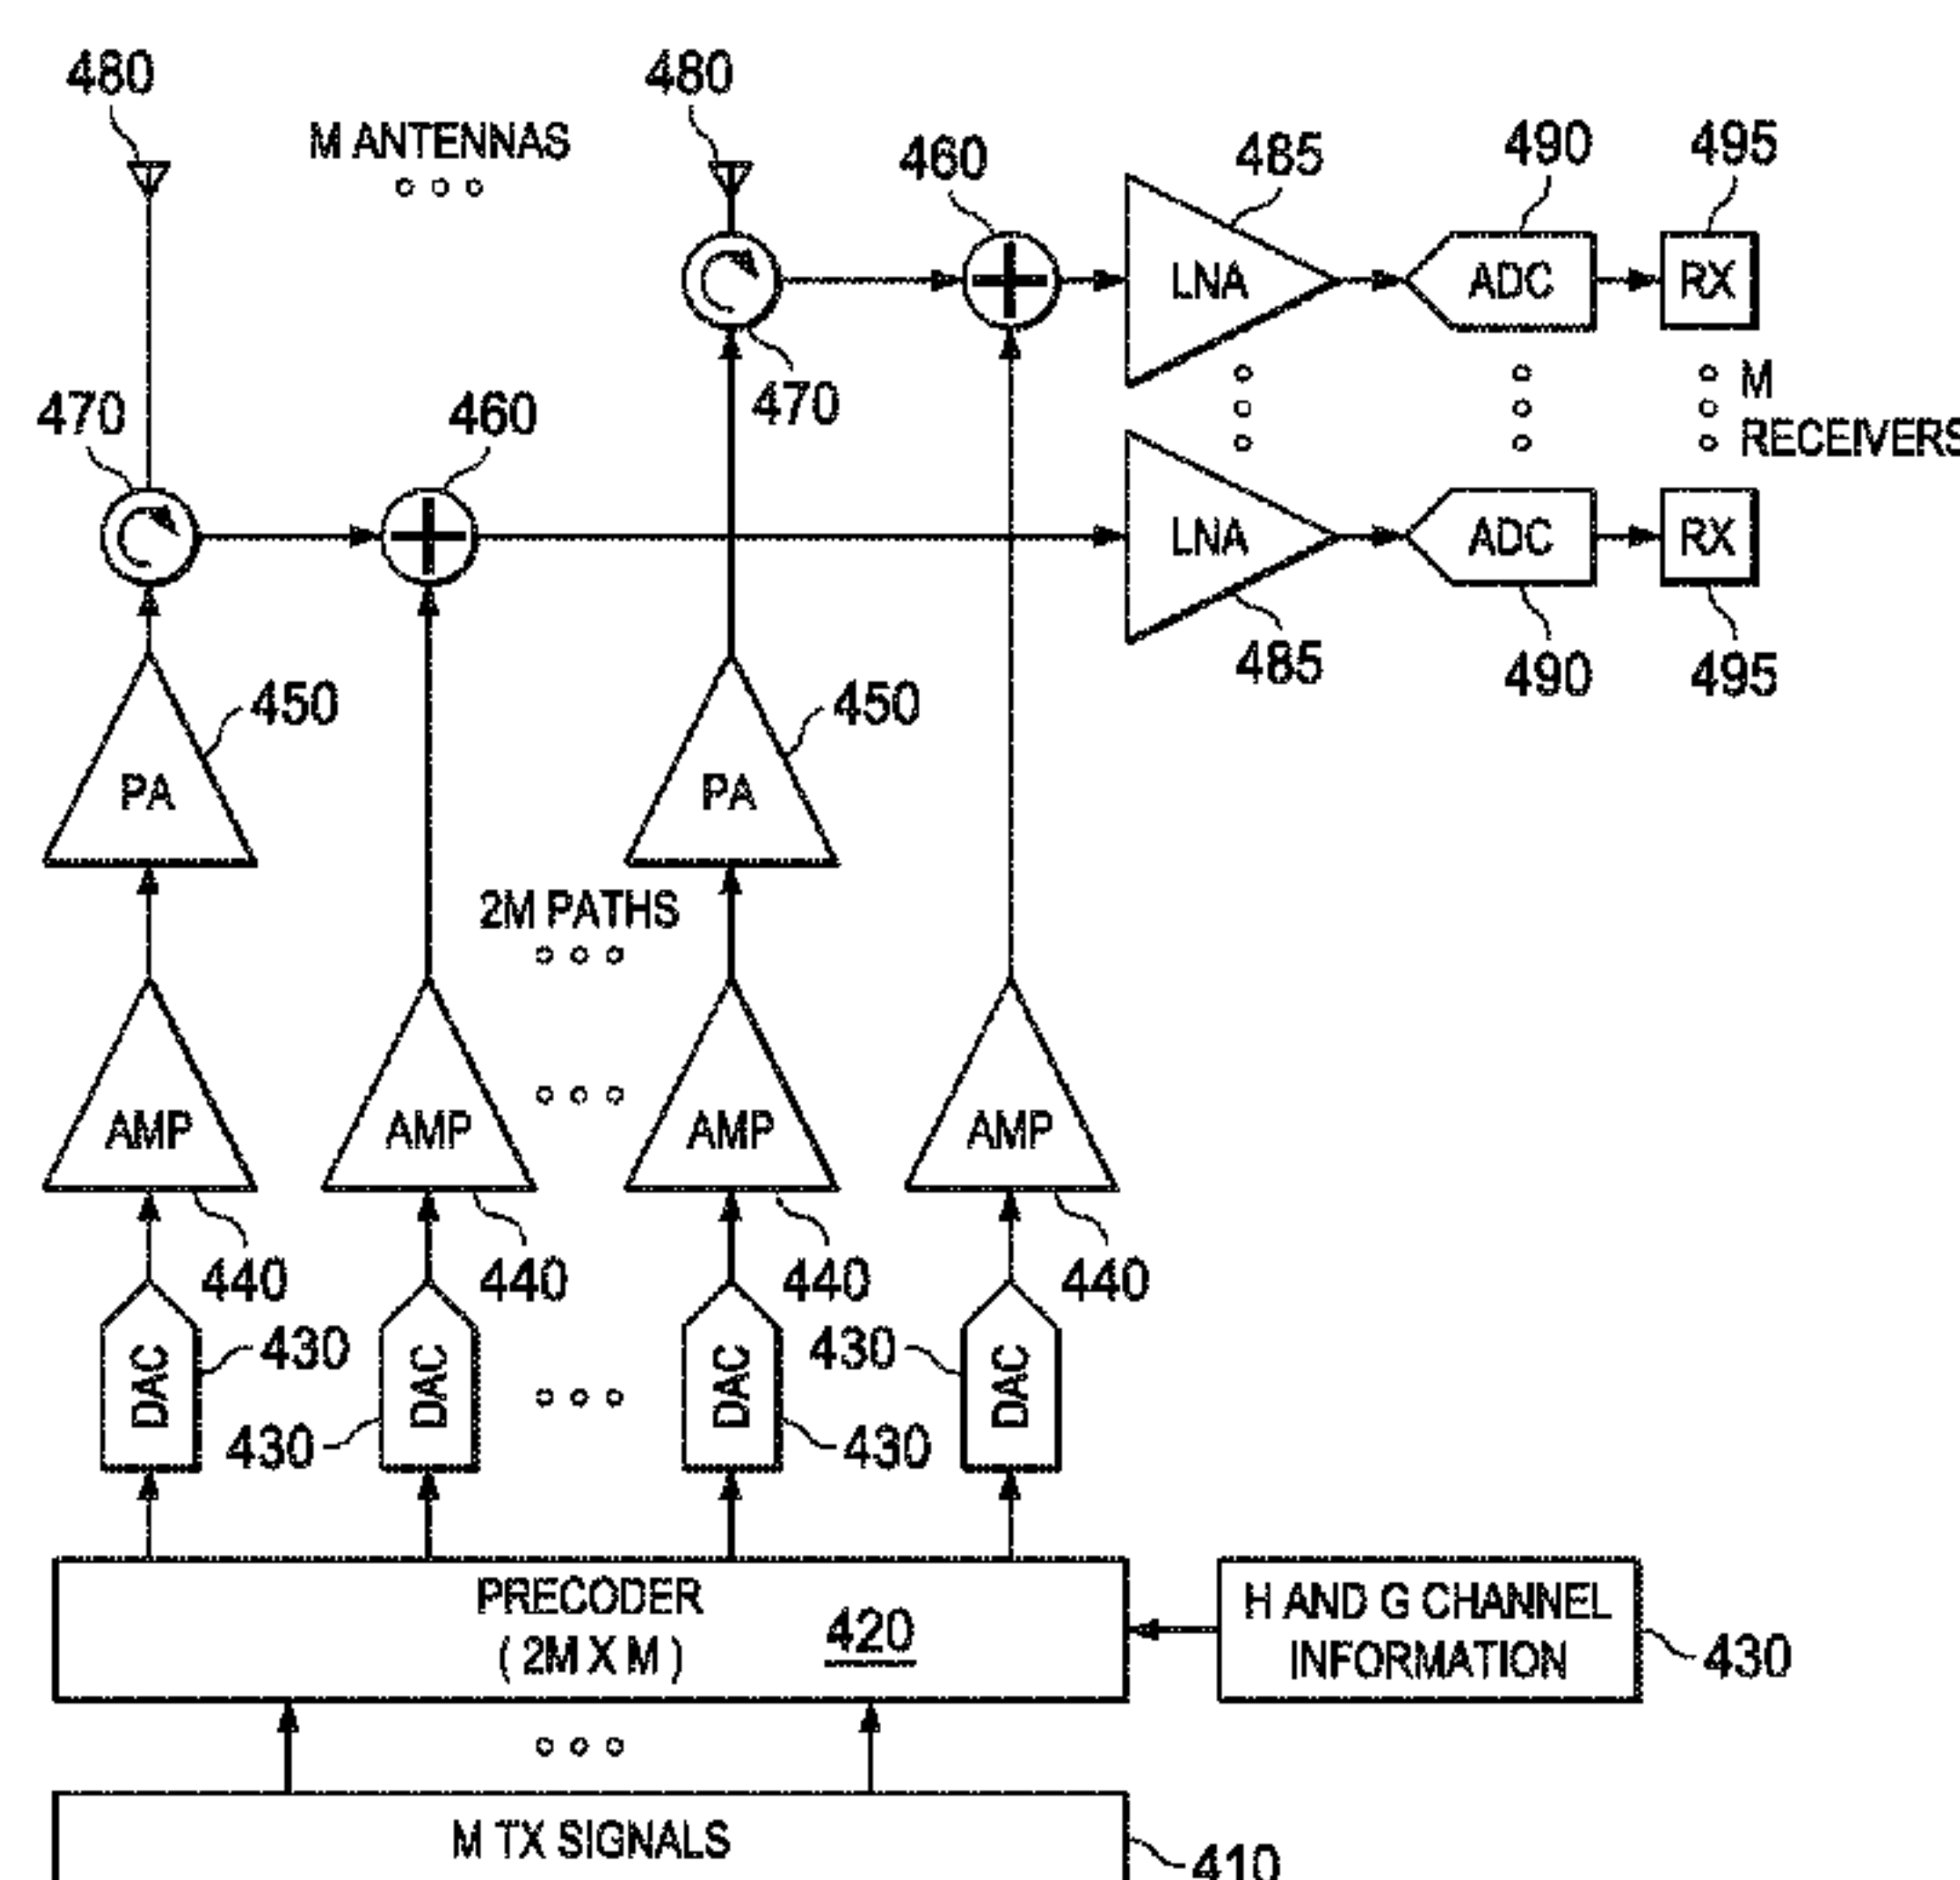 480
M ANTENNAS
480
460
485
490
495
LNA
ADC
RX
470
460
470
M
RECEIVERS
LNA
ADC
RX
485
490
495
450
450
PA
PA
2M PATHS
AMP
AMP
AMP
AMP
440
440
440
440
DAC
430
DAC
430
DAC
430
DAC
430
PRECODER
(2M X M)
420
H AND G CHANNEL
INFORMATION
430
M TX SIGNALS
410